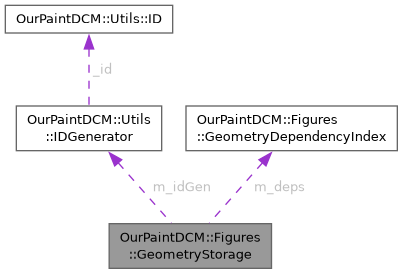 OurPaintDCM::Utils::ID
_id
OurPaintDCM::Utils
::IDGenerator
OurPaintDCM::Figures
::GeometryDependencyIndex
m_idGen
m_deps
OurPaintDCM::Figures
::GeometryStorage